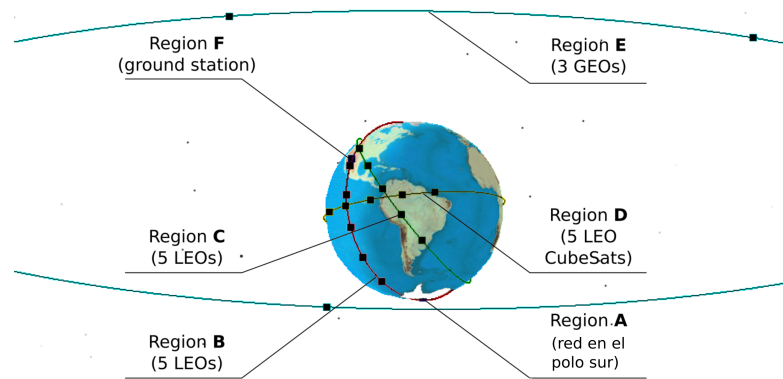 Region F
(ground station)
Region E
(3 GEOs)
Region C
(5 LEOs)
Region D
(5 LEO
CubeSats)
Region B
(5 LEOs)
Region A
(red en el
polo sur)